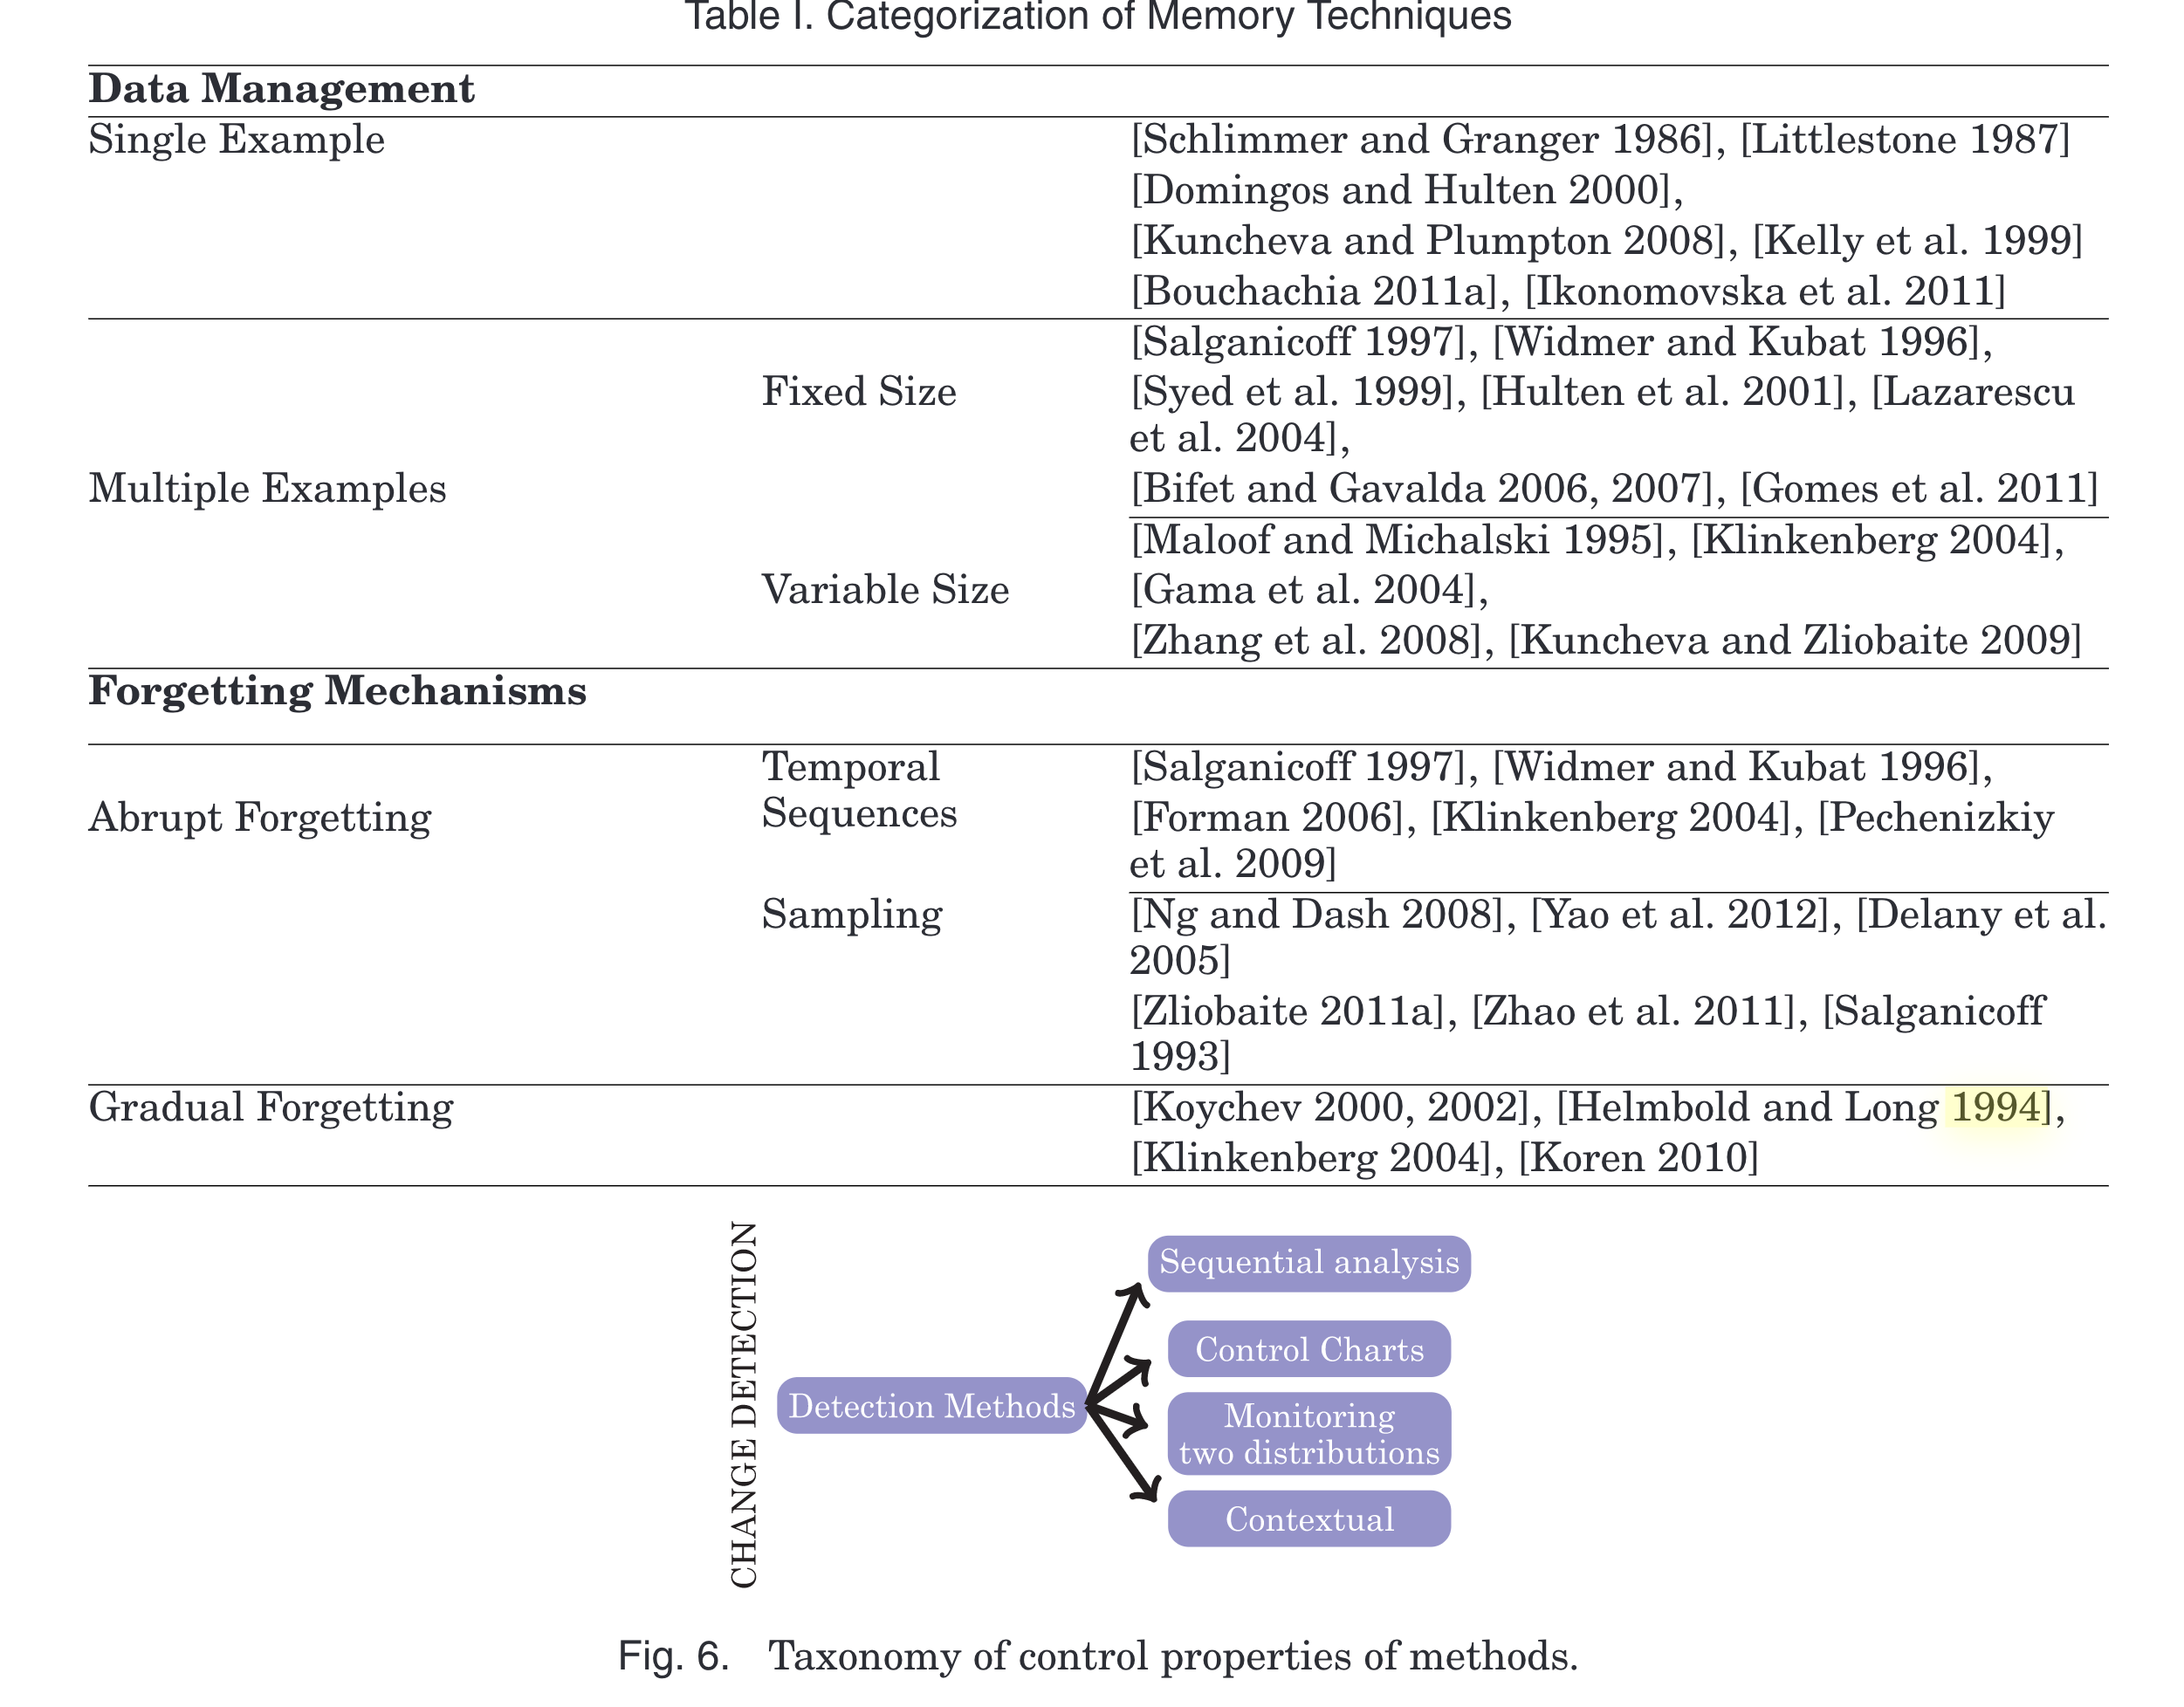 Table I. Categorization of Memory Techniques
Data Management
Single Example [Schlimmer and Granger 1986], [Littlestone 1987]
[Domingos and Hulten 2000],
[Kuncheva and Plumpton 2008], [Kelly et al. 1999]
[Bouchachia 2011a], [Ikonomovska et al. 2011]
[Salganicoff 1997], [Widmer and Kubat 1996],
Fixed Size [Syed et al. 1999], [Hulten et al. 2001], [Lazarescu
et al. 2004],
Multiple Examples [Bifet and Gavalda 2006, 2007], [Gomes et al. 2011]
[Maloof and Michalski 1995], [Klinkenberg 2004],
Variable Size [Gama et al. 2004],
[Zhang et al. 2008], [Kuncheva and Zliobaite 2009]
Forgetting Mechanisms
Temporal [Salganicoff 1997], [Widmer and Kubat 1996],
Abrupt Forgetting Sequences [Forman 2006], [Klinkenberg 2004], [Pechenizkiy
et al. 2009]
Sampling [Ng and Dash 2008], [Yao et al. 2012], [Delany et al.
2005]
[Zliobaite 2011a], [Zhao et al. 2011], [Salganicoff
1993]
Gradual Forgetting [Koychev 2000, 2002], [Helmbold and Long 1994],
[Klinkenberg 2004], [Koren 2010]
CHANGE DETECTION
Detection Methods
Sequential analysis
Control Charts
Monitoring
two distributions
Contextual
Fig. 6. Taxonomy of control properties of methods.